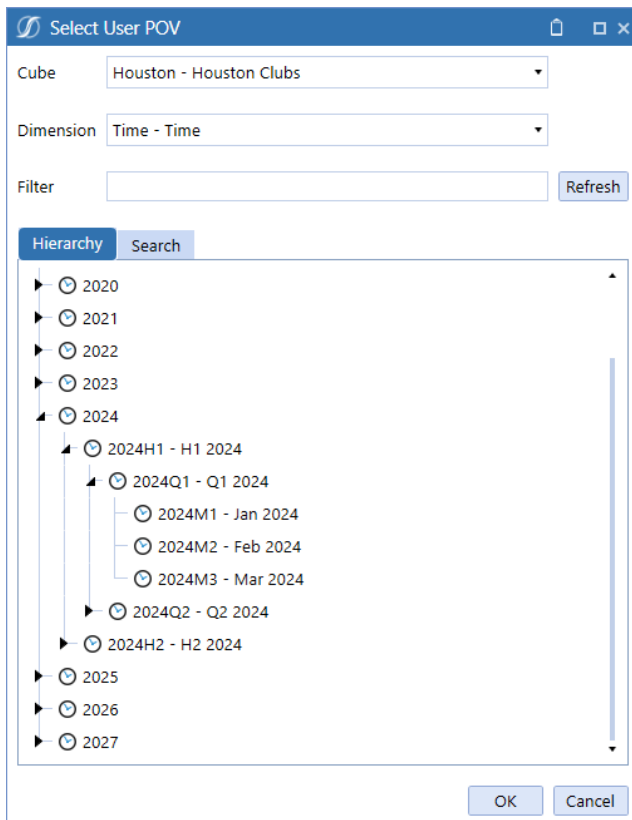 Select User POV
Cube Houston - Houston Clubs
Dimension Time - Time
Filter Refresh
Hierarchy Search
2020
2021
2022
2023
2024
2024H1 - H1 2024
2024Q1 - Q1 2024
2024M1 - Jan 2024
2024M2 - Feb 2024
2024M3 - Mar 2024
2024Q2 - Q2 2024
2024H2 - H2 2024
2025
2026
2027
OK Cancel